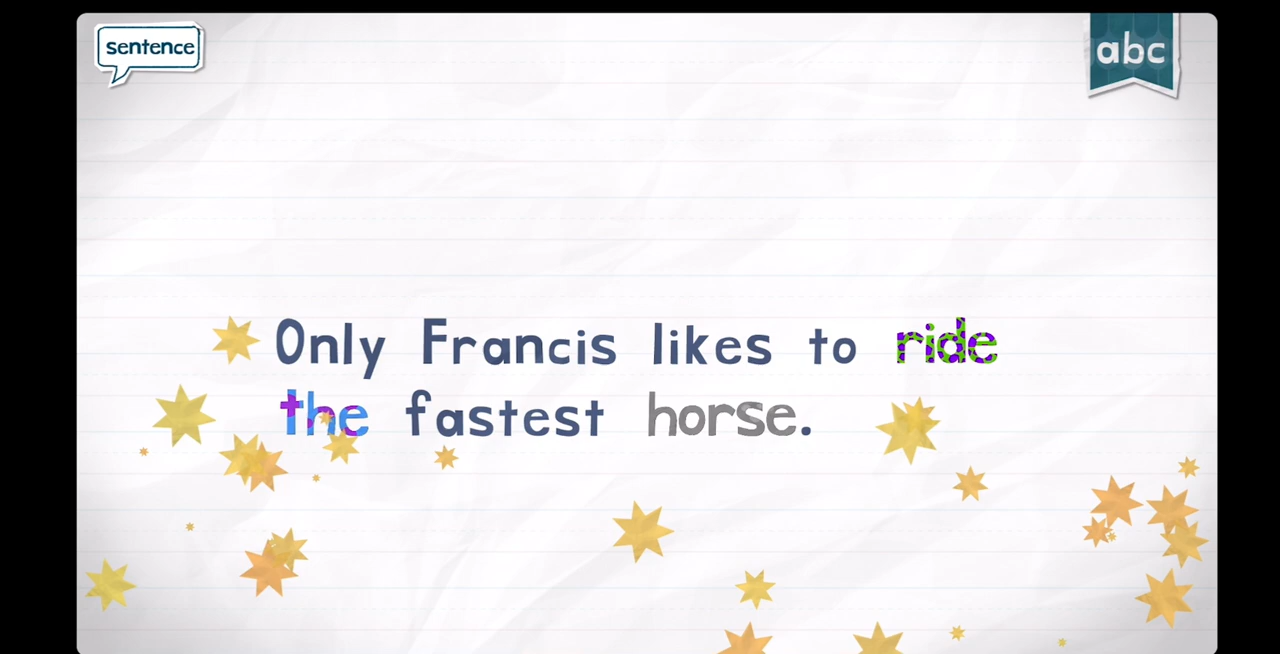 sentence
abc
Only Francis likes to ride
the fastest horse.